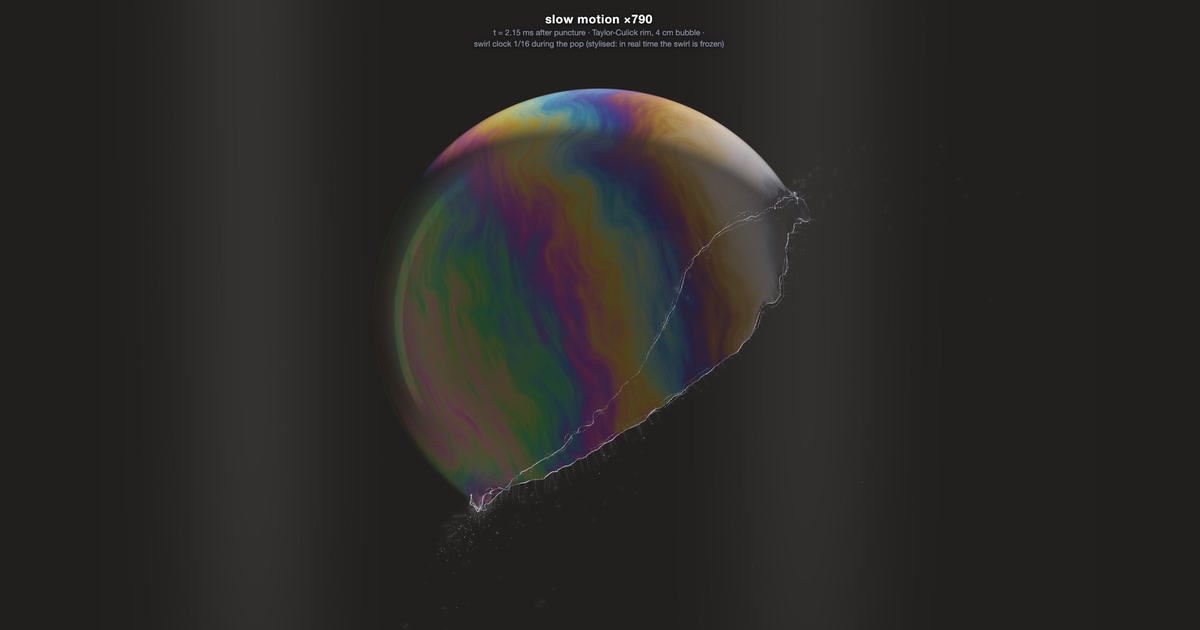 slow motion ×790
t = 2.15 ms after puncture · Taylor-Culick rim, 4 cm bubble ·
swirl clock 1/16 during the pop (stylised: in real time the swirl is frozen)